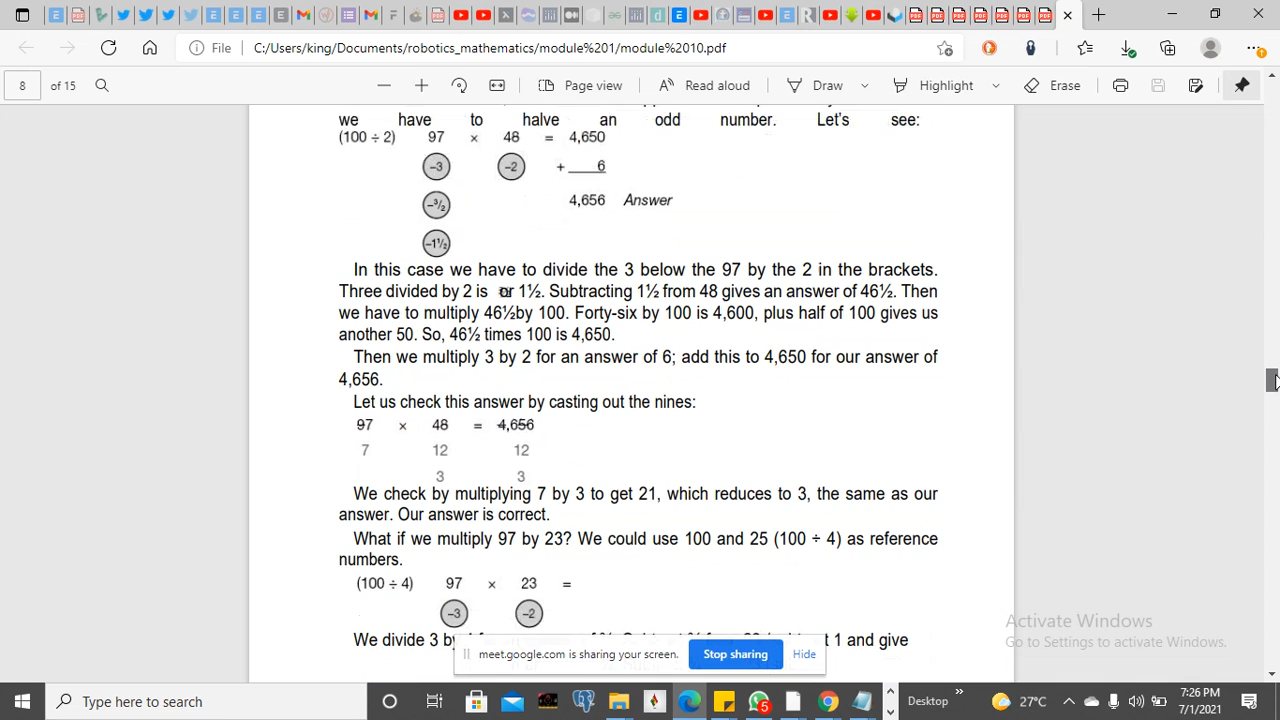 File
C:/Users/king/Documents/robotics_mathematics/module%201/module%2010.pdf
8 of 15
Page view
Read aloud
Draw
Highlight
Erase
we have to halve an odd number. Let's see:
(100 ÷ 2) 97 × 48 = 4,650
–3 –2 + 6
–3/2 4,656 Answer
–1½
In this case we have to divide the 3 below the 97 by the 2 in the brackets.
Three divided by 2 is or 1½. Subtracting 1½ from 48 gives an answer of 46½. Then
we have to multiply 46½by 100. Forty-six by 100 is 4,600, plus half of 100 gives us
another 50. So, 46½ times 100 is 4,650.
Then we multiply 3 by 2 for an answer of 6; add this to 4,650 for our answer of
4,656.
Let us check this answer by casting out the nines:
97 × 48 = 4,656
7 12 12
3 3
We check by multiplying 7 by 3 to get 21, which reduces to 3, the same as our
answer. Our answer is correct.
What if we multiply 97 by 23? We could use 100 and 25 (100 ÷ 4) as reference
numbers.
(100 ÷ 4) 97 × 23 =
–3 –2
We divide 3 by 1 and give
meet.google.com is sharing your screen.
Stop sharing
Hide
Activate Windows
Go to Settings to activate Windows.
Type here to search
5
Desktop
27°C
7:26 PM
7/1/2021